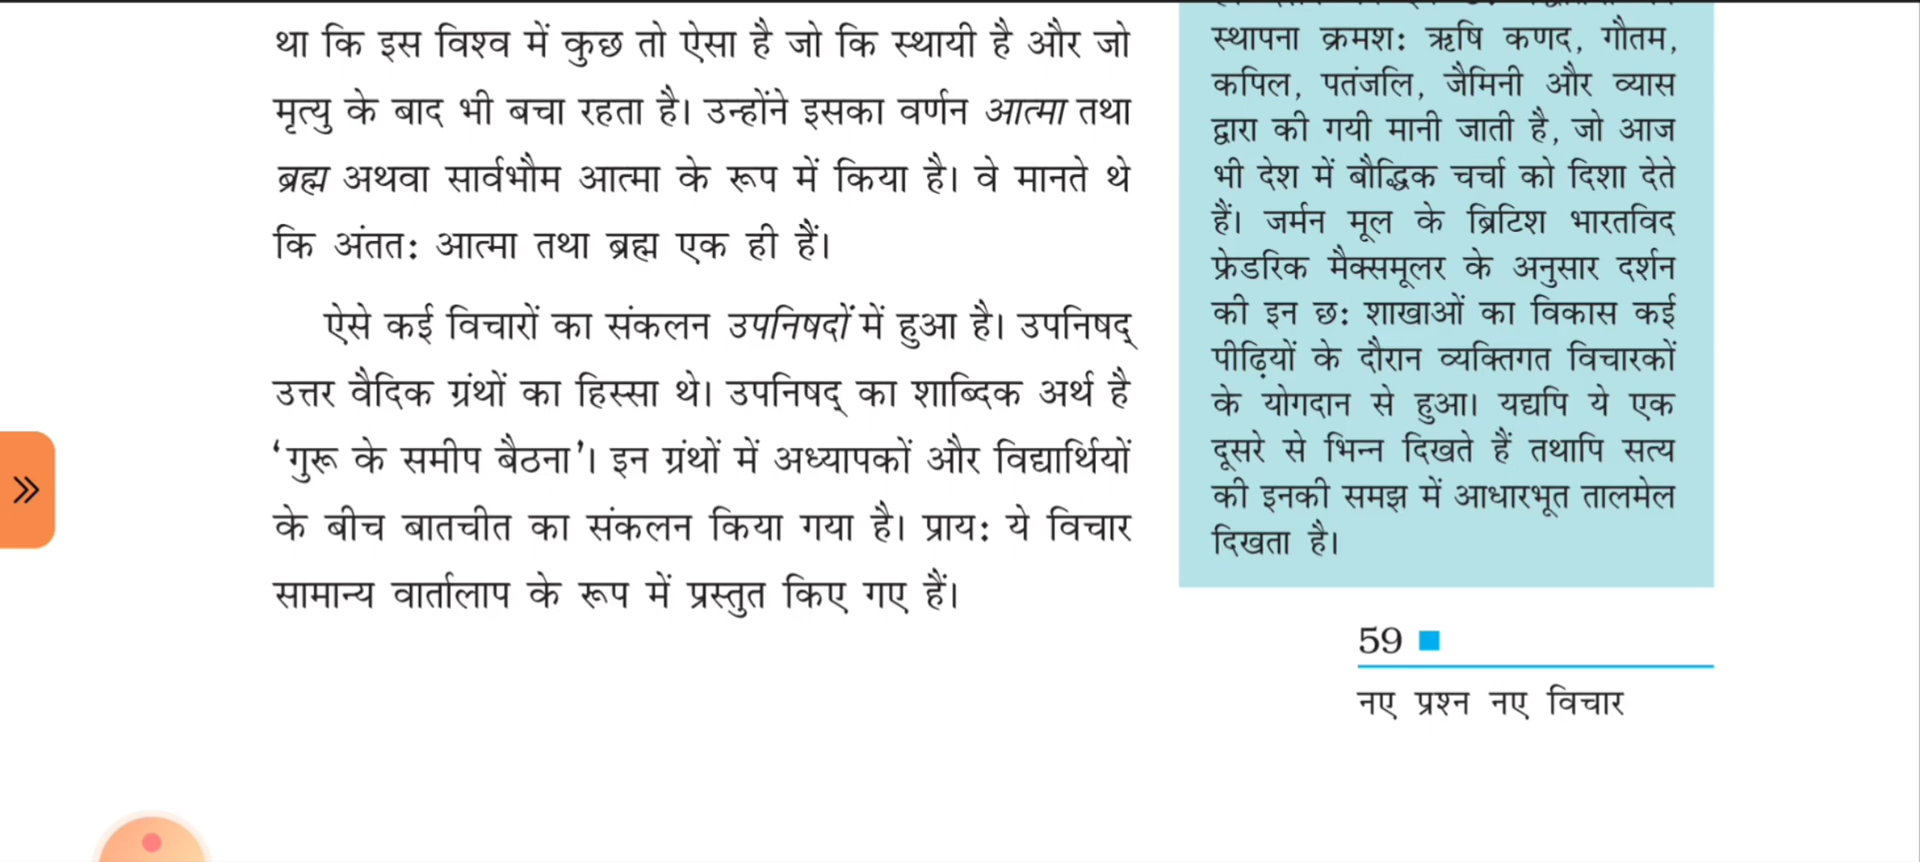 था कि इस विश्व में कुछ तो ऐसा है जो कि स्थायी है और जो
मृत्यु के बाद भी बचा रहता है। उन्होंने इसका वर्णन आत्मा तथा
ब्रह्म अथवा सार्वभौम आत्मा के रूप में किया है। वे मानते थे
कि अंततः आत्मा तथा ब्रह्म एक ही हैं।
ऐसे कई विचारों का संकलन उपनिषदों में हुआ है। उपनिषद्
उत्तर वैदिक ग्रंथों का हिस्सा थे। उपनिषद् का शाब्दिक अर्थ है
‘गुरू के समीप बैठना’। इन ग्रंथों में अध्यापकों और विद्यार्थियों
के बीच बातचीत का संकलन किया गया है। प्रायः ये विचार
सामान्य वार्तालाप के रूप में प्रस्तुत किए गए हैं।
स्थापना क्रमशः ऋषि कणद, गौतम,
कपिल, पतंजलि, जैमिनी और व्यास
द्वारा की गयी मानी जाती है, जो आज
भी देश में बौद्धिक चर्चा को दिशा देते
हैं। जर्मन मूल के ब्रिटिश भारतविद
फ्रेडरिक मैक्समूलर के अनुसार दर्शन
की इन छः शाखाओं का विकास कई
पीढ़ियों के दौरान व्यक्तिगत विचारकों
के योगदान से हुआ। यद्यपि ये एक
दूसरे से भिन्न दिखते हैं तथापि सत्य
की इनकी समझ में आधारभूत तालमेल
दिखता है।
59
नए प्रश्न नए विचार